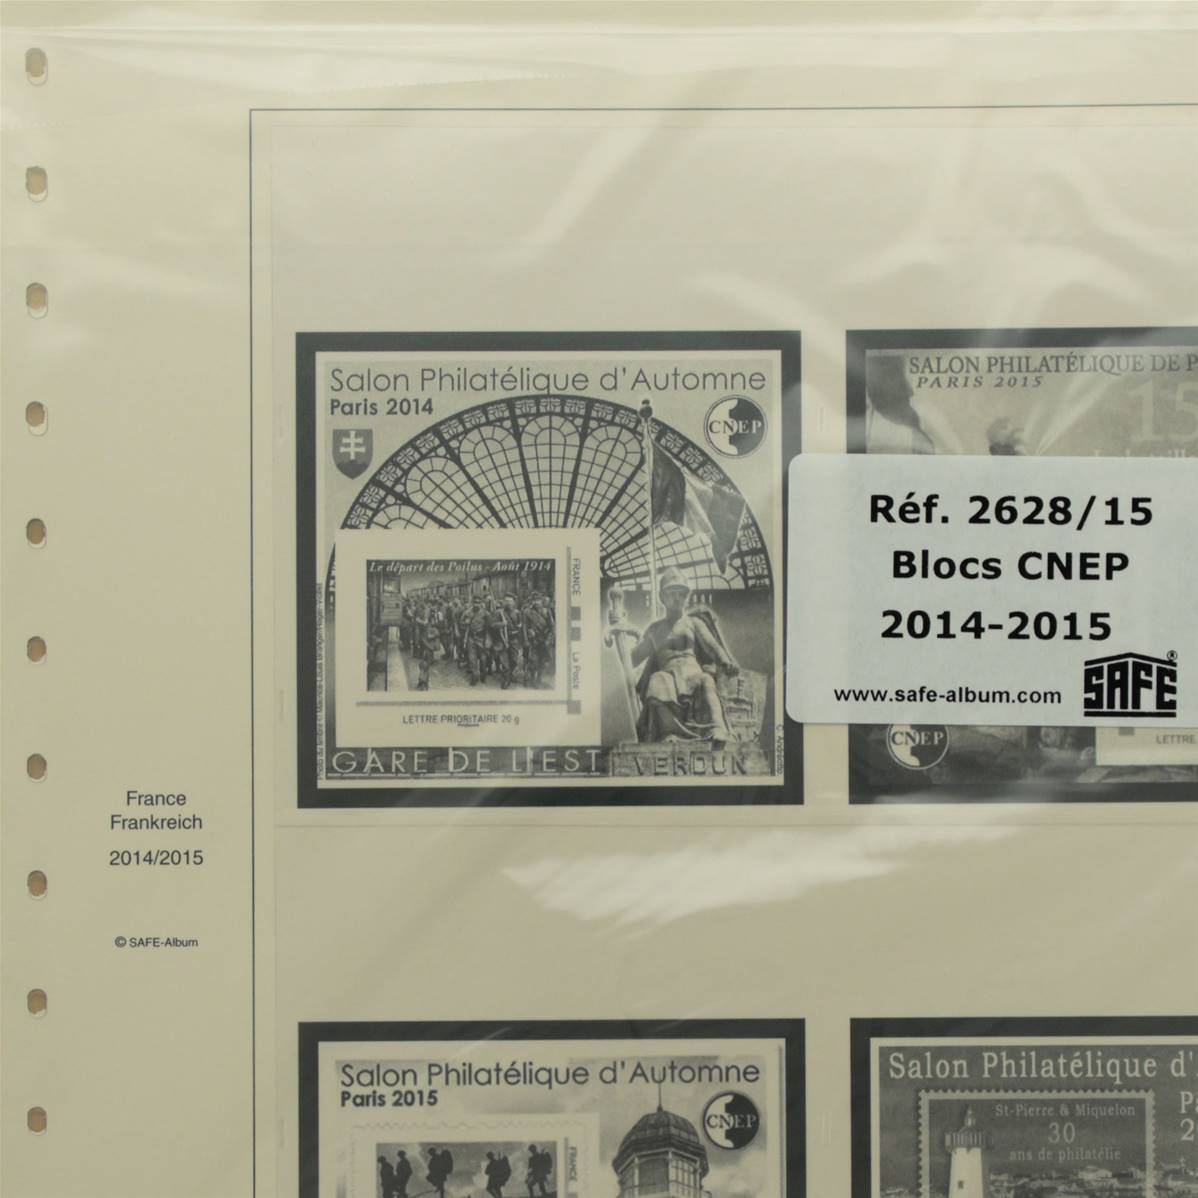 Salon Philatélique d'Automne
Paris 2014
CNEP
Le départ des Poilus - Août 1914
FRANCE
La Poste
LETTRE PRIORITAIRE 20 g
GARE DE L'EST
VERDUN
C. Andréotto
SALON PHILATÉLIQUE DE P
PARIS 2015
15
Réf. 2628/15
Blocs CNEP
2014-2015
www.safe-album.com
SAFE®
CNEP
LETTRE
France
Frankreich
2014/2015
© SAFE-Album
Salon Philatélique d'Automne
Paris 2015
CNEP
FRANCE
Salon Philatélique d'
St-Pierre & Miquelon
30
ans de philatélie